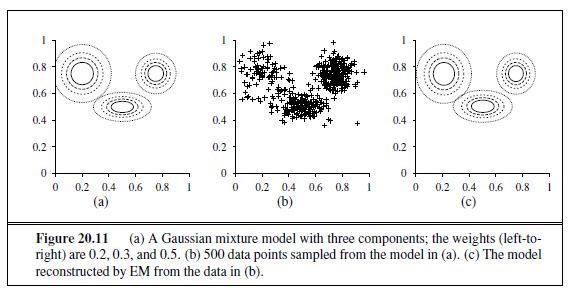 1
0.8
0.6
0.4
0.2
0
0 0.2 0.4 0.6 0.8 1
(a)
1
0.8
0.6
0.4
0.2
0
0 0.2 0.4 0.6 0.8 1
(b)
1
0.8
0.6
0.4
0.2
0
0 0.2 0.4 0.6 0.8 1
(c)
Figure 20.11 (a) A Gaussian mixture model with three components; the weights (left-to-
right) are 0.2, 0.3, and 0.5. (b) 500 data points sampled from the model in (a). (c) The model
reconstructed by EM from the data in (b).